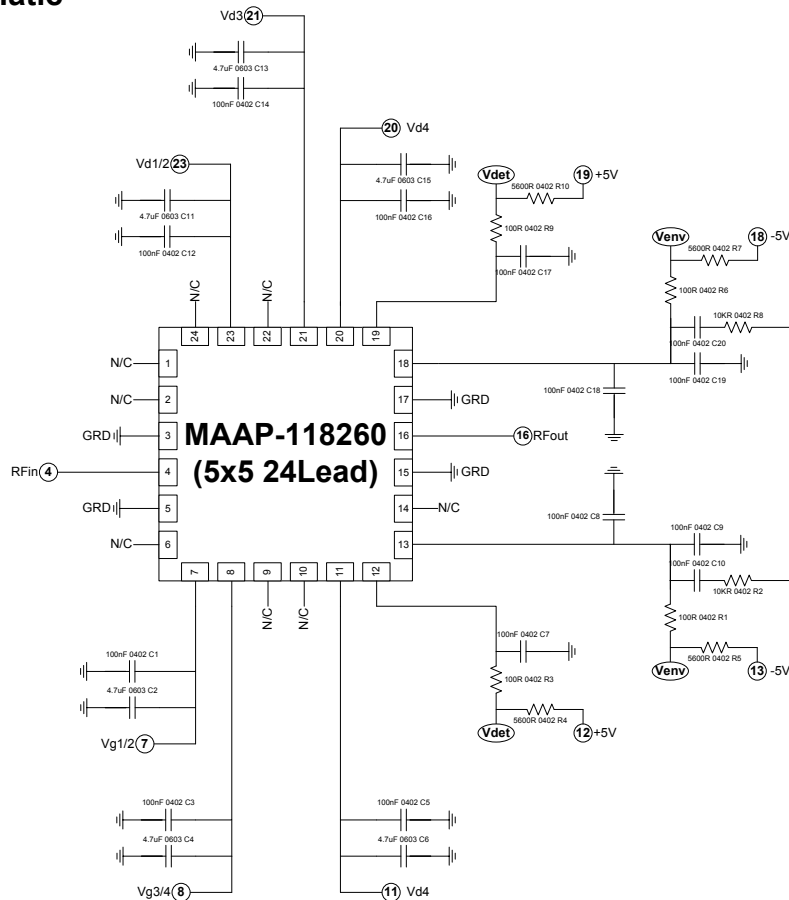 Vd3 21
4.7uF 0603 C13
100nF 0402 C14
20 Vd4
Vd1/2 23
4.7uF 0603 C15
100nF 0402 C16
4.7uF 0603 C11
100nF 0402 C12
Vdet
19 +5V
5600R 0402 R10
100R 0402 R9
100nF 0402 C17
Venv
18 -5V
5600R 0402 R7
100R 0402 R6
10KR 0402 R8
100nF 0402 C20
100nF 0402 C19
100nF 0402 C18
N/C
N/C
24
23
22
21
20
19
N/C
1
18
N/C
2
17
GRD
GRD
3
16
16 RFout
RFin 4
4
15
GRD
GRD
5
14
N/C
N/C
6
13
MAAP-118260
(5x5 24Lead)
7
8
9
10
11
12
N/C
N/C
100nF 0402 C8
100nF 0402 C9
100nF 0402 C10
10KR 0402 R2
100R 0402 R1
5600R 0402 R5
Venv
13 -5V
100nF 0402 C7
100R 0402 R3
5600R 0402 R4
Vdet
12 +5V
100nF 0402 C1
4.7uF 0603 C2
Vg1/2 7
100nF 0402 C3
4.7uF 0603 C4
Vg3/4 8
100nF 0402 C5
4.7uF 0603 C6
11 Vd4